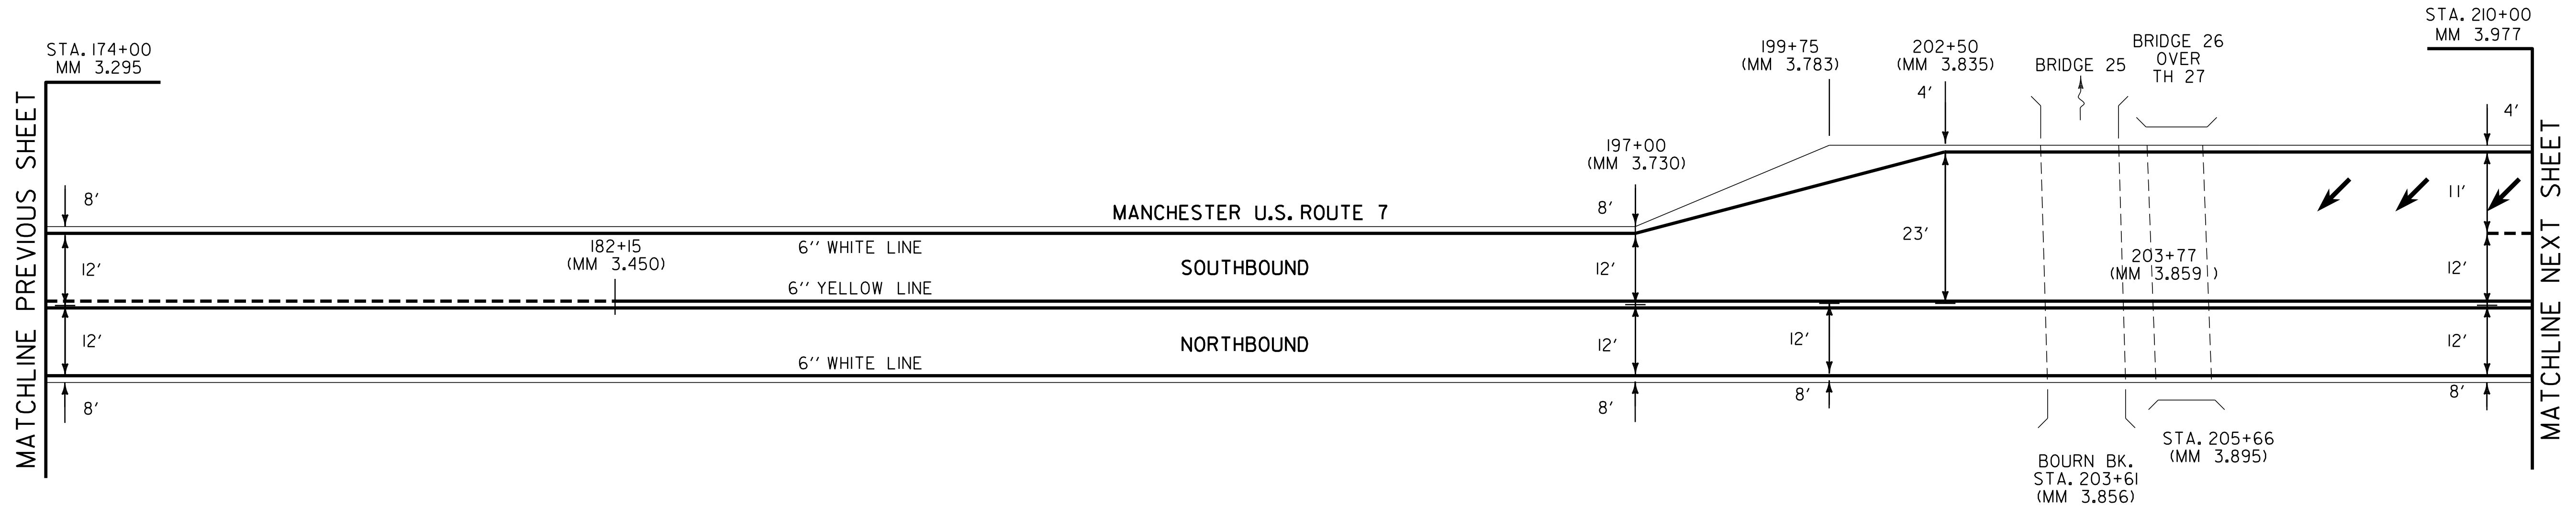 MATCHLINE PREVIOUS SHEET
STA. 174+00
MM 3.295
8'
12'
12'
8'
182+15
(MM 3.450)
6'' WHITE LINE
6'' YELLOW LINE
6'' WHITE LINE
MANCHESTER U.S. ROUTE 7
SOUTHBOUND
NORTHBOUND
197+00
(MM 3.730)
8'
12'
12'
8'
199+75
(MM 3.783)
12'
8'
202+50
(MM 3.835)
4'
23'
BRIDGE 25
BRIDGE 26
OVER
TH 27
203+77
(MM 3.859 )
BOURN BK.
STA. 203+61
(MM 3.856)
STA. 205+66
(MM 3.895)
STA. 210+00
MM 3.977
4'
11'
12'
12'
8'
MATCHLINE NEXT SHEET